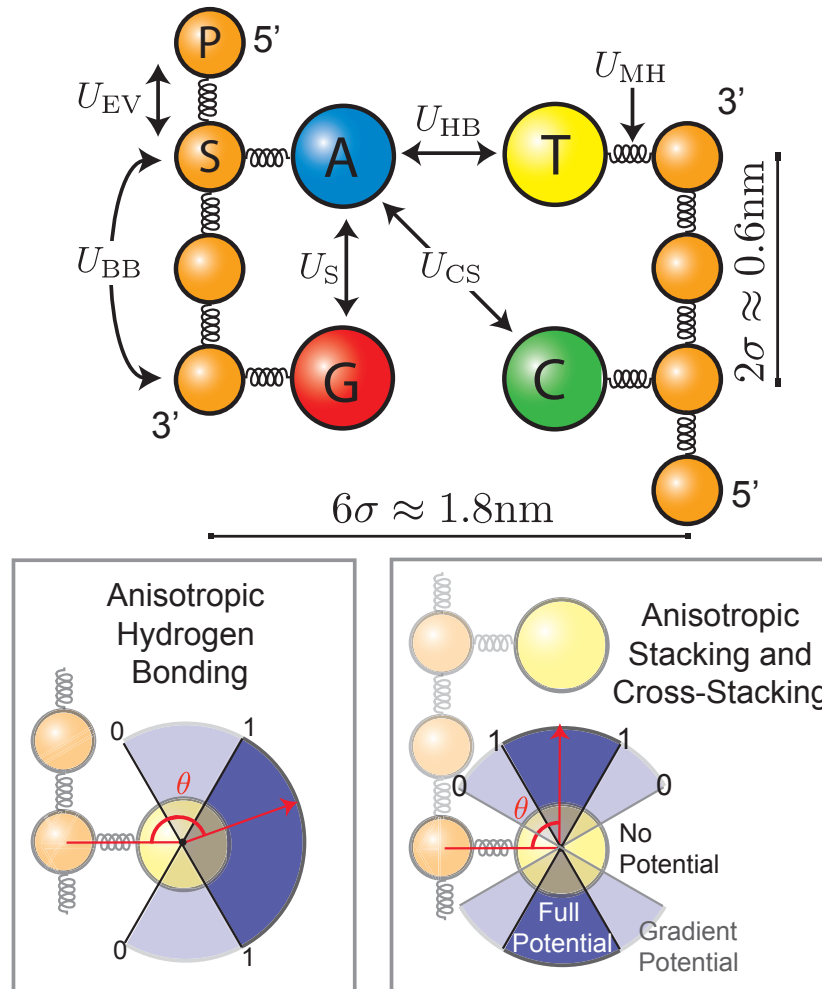 P 5’
U_EV
U_MH
3’
S A U_HB T
U_BB
U_S
U_CS
2σ ≈ 0.6nm
G C
3’
5’
6σ ≈ 1.8nm
Anisotropic
Hydrogen
Bonding
0 1
θ
0 1
Anisotropic
Stacking and
Cross-Stacking
1 1
0 0
θ
No
Potential
Full
Potential
Gradient
Potential